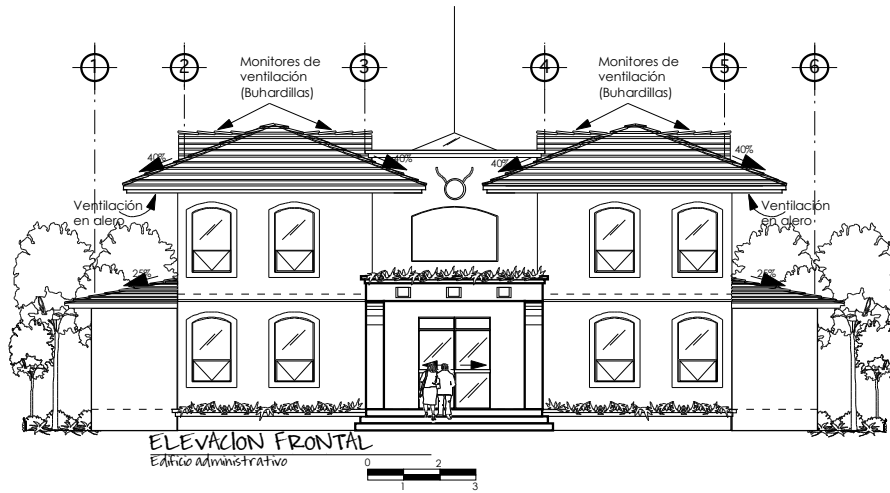 1
2
3
4
5
6
Monitores de
ventilación
(Buhardillas)
Monitores de
ventilación
(Buhardillas)
40%
40%
40%
40%
Ventilación
en alero
Ventilación
en alero
25%
25%
ELEVACION FRONTAL
Edificio administrativo
0
2
1
3